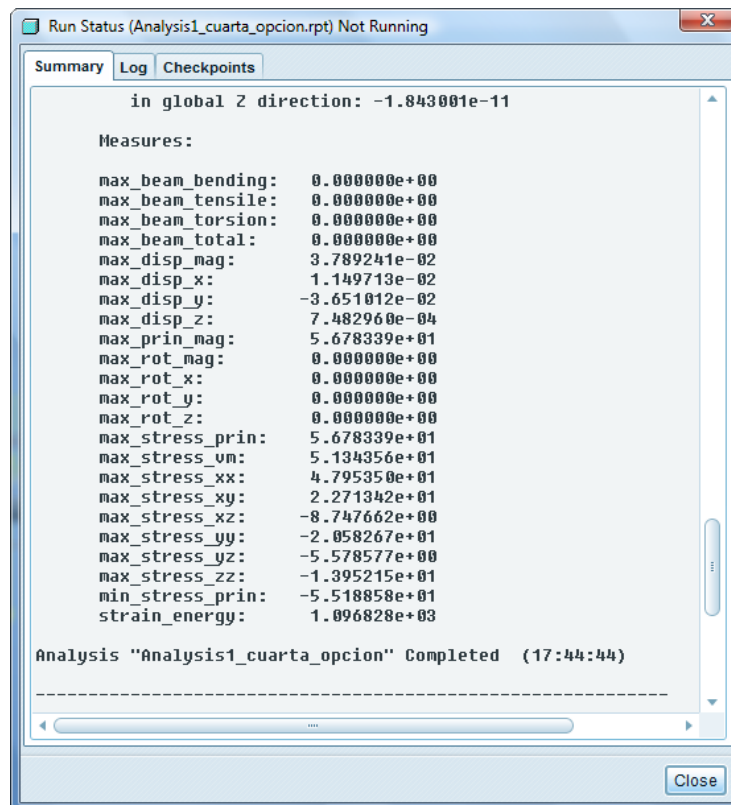 Run Status (Analysis1_cuarta_opcion.rpt) Not Running
Summary Log Checkpoints
in global Z direction: -1.843001e-11
Measures:
max_beam_bending: 0.000000e+00
max_beam_tensile: 0.000000e+00
max_beam_torsion: 0.000000e+00
max_beam_total: 0.000000e+00
max_disp_mag: 3.789241e-02
max_disp_x: 1.149713e-02
max_disp_y: -3.651012e-02
max_disp_z: 7.482960e-04
max_prin_mag: 5.678339e+01
max_rot_mag: 0.000000e+00
max_rot_x: 0.000000e+00
max_rot_y: 0.000000e+00
max_rot_z: 0.000000e+00
max_stress_prin: 5.678339e+01
max_stress_vm: 5.134356e+01
max_stress_xx: 4.795350e+01
max_stress_xy: 2.271342e+01
max_stress_xz: -8.747662e+00
max_stress_yy: -2.058267e+01
max_stress_yz: -5.578577e+00
max_stress_zz: -1.395215e+01
min_stress_prin: -5.518858e+01
strain_energy: 1.096828e+03
Analysis "Analysis1_cuarta_opcion" Completed (17:44:44)
------------------------------------------------------------
Close